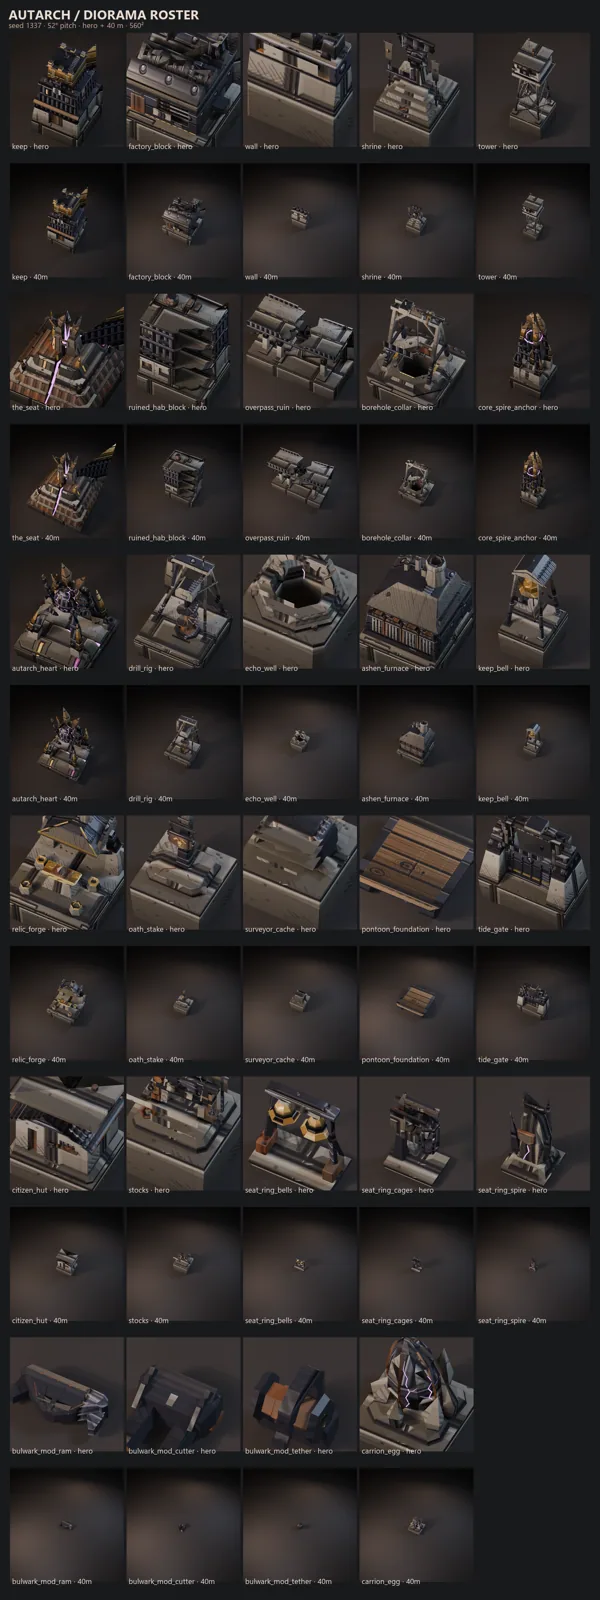 AUTARCH / DIORAMA ROSTER
seed 1337 · 52° pitch · hero + 40 m · 560²
keep · hero
factory_block · hero
wall · hero
shrine · hero
tower · hero
keep · 40m
factory_block · 40m
wall · 40m
shrine · 40m
tower · 40m
the_seat · hero
ruined_hab_block · hero
overpass_ruin · hero
borehole_collar · hero
core_spire_anchor · hero
the_seat · 40m
ruined_hab_block · 40m
overpass_ruin · 40m
borehole_collar · 40m
core_spire_anchor · 40m
autarch_heart · hero
drill_rig · hero
echo_well · hero
ashen_furnace · hero
keep_bell · hero
autarch_heart · 40m
drill_rig · 40m
echo_well · 40m
ashen_furnace · 40m
keep_bell · 40m
relic_forge · hero
oath_stake · hero
surveyor_cache · hero
pontoon_foundation · hero
tide_gate · hero
relic_forge · 40m
oath_stake · 40m
surveyor_cache · 40m
pontoon_foundation · 40m
tide_gate · 40m
citizen_hut · hero
stocks · hero
seat_ring_bells · hero
seat_ring_cages · hero
seat_ring_spire · hero
citizen_hut · 40m
stocks · 40m
seat_ring_bells · 40m
seat_ring_cages · 40m
seat_ring_spire · 40m
bulwark_mod_ram · hero
bulwark_mod_cutter · hero
bulwark_mod_tether · hero
carrion_egg · hero
bulwark_mod_ram · 40m
bulwark_mod_cutter · 40m
bulwark_mod_tether · 40m
carrion_egg · 40m